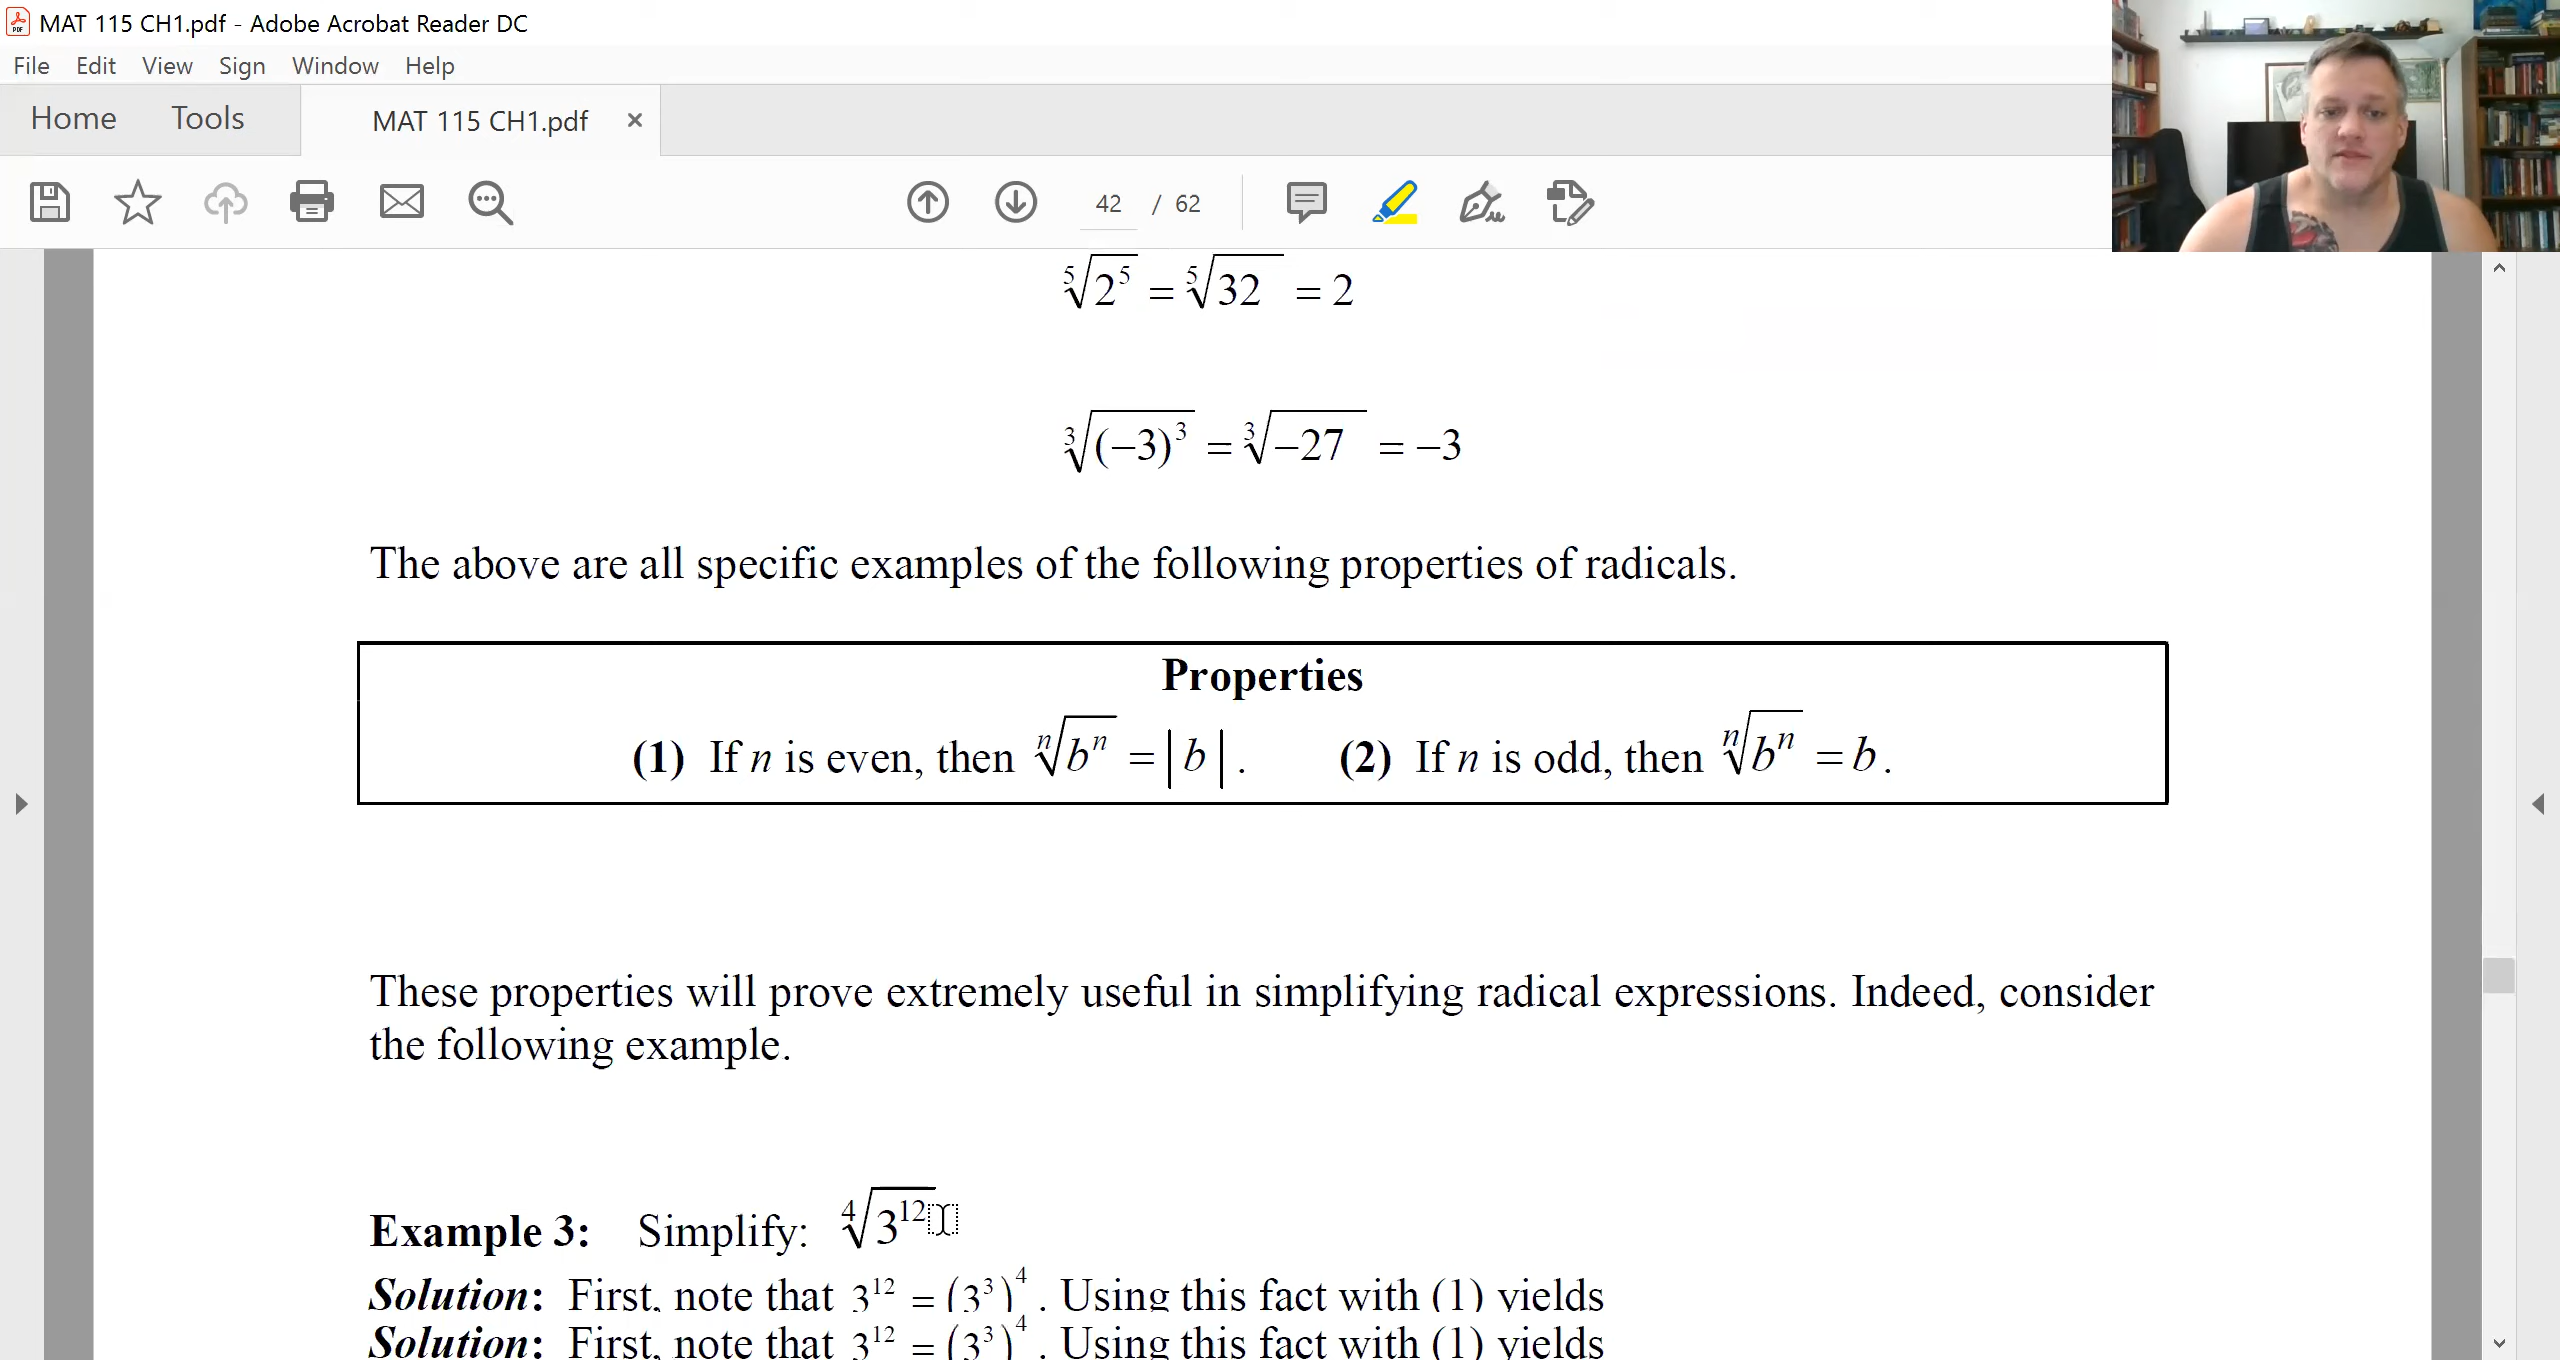 MAT 115 CH1.pdf - Adobe Acrobat Reader DC
File Edit View Sign Window Help
Home Tools MAT 115 CH1.pdf ×
42 / 62
⁵√2⁵ = ⁵√32 = 2
³√(−3)³ = ³√−27 = −3
The above are all specific examples of the following properties of radicals.
Properties
(1) If n is even, then ⁿ√bⁿ = | b | . (2) If n is odd, then ⁿ√bⁿ = b .
These properties will prove extremely useful in simplifying radical expressions. Indeed, consider
the following example.
Example 3: Simplify: ⁴√3¹²
Solution: First, note that 3¹² = (3³)⁴ . Using this fact with (1) yields
Solution: First, note that 3¹² = (3³)⁴ . Using this fact with (1) yields